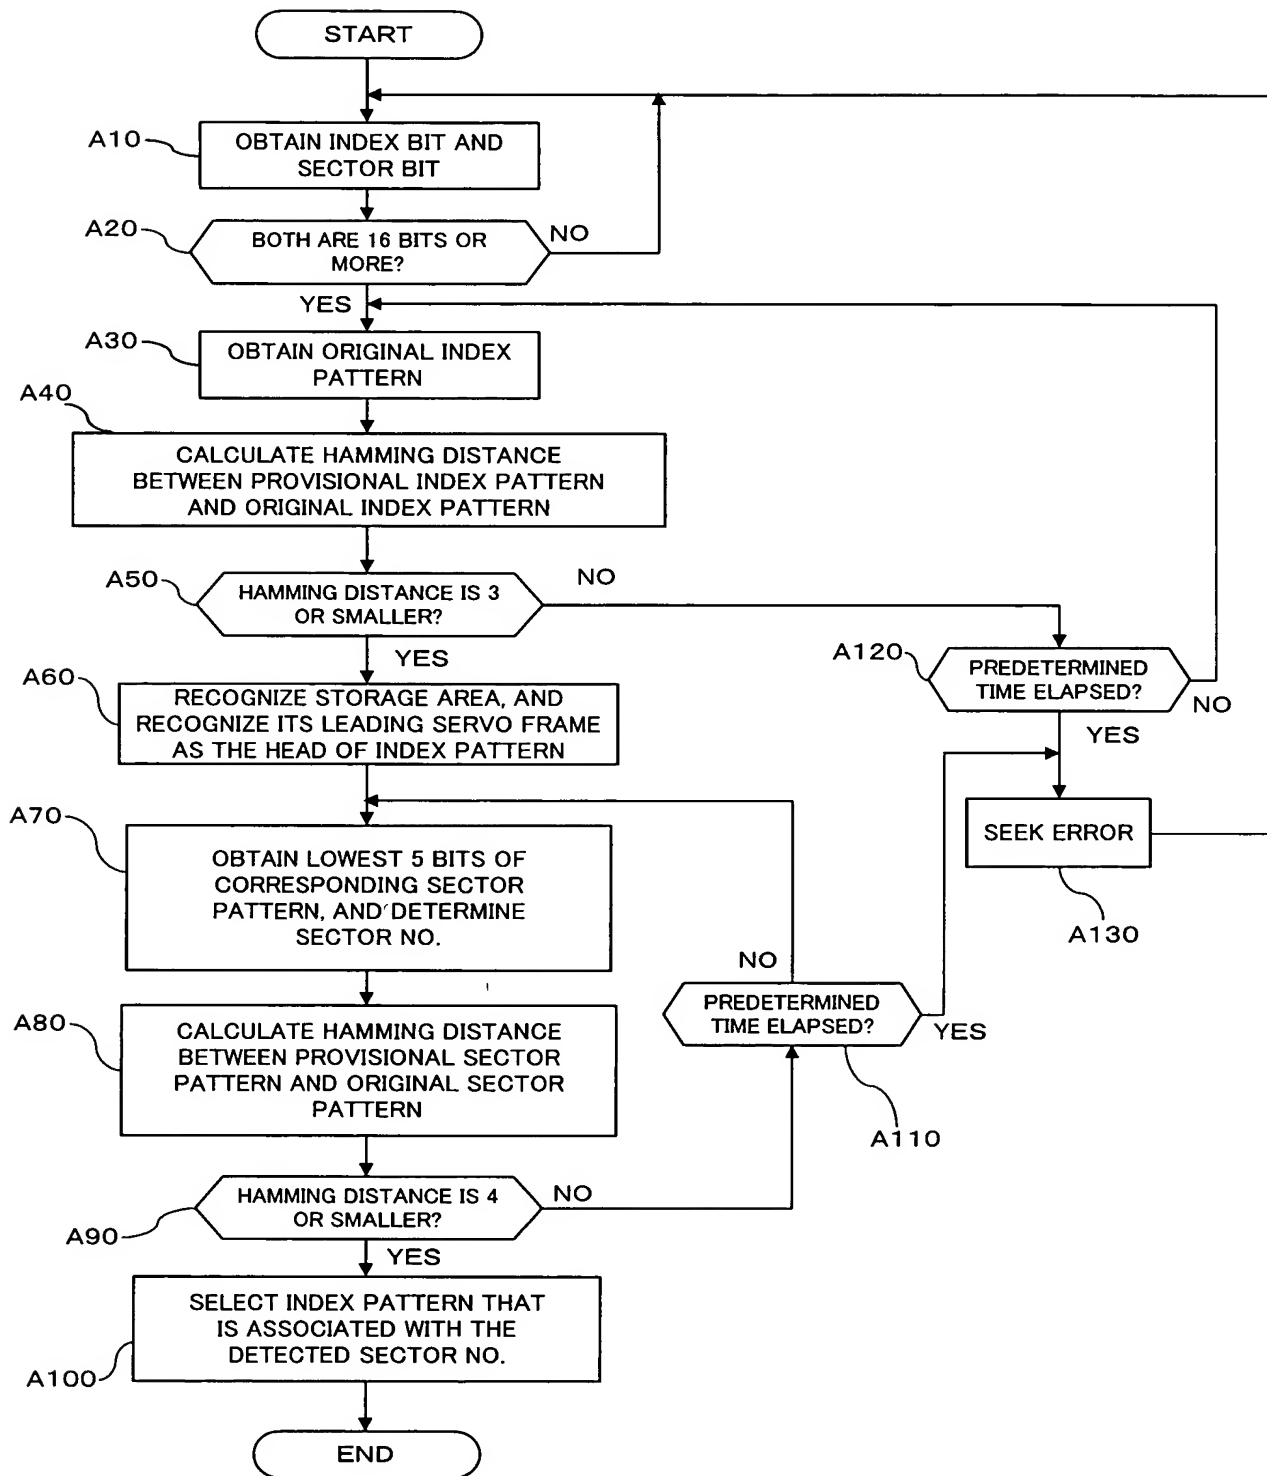 START
A10
OBTAIN INDEX BIT AND
SECTOR BIT
A20
BOTH ARE 16 BITS OR
MORE?
NO
YES
A30
OBTAIN ORIGINAL INDEX
PATTERN
A40
CALCULATE HAMMING DISTANCE
BETWEEN PROVISIONAL INDEX PATTERN
AND ORIGINAL INDEX PATTERN
A50
HAMMING DISTANCE IS 3
OR SMALLER?
NO
YES
A120
PREDETERMINED
TIME ELAPSED?
NO
YES
A60
RECOGNIZE STORAGE AREA, AND
RECOGNIZE ITS LEADING SERVO FRAME
AS THE HEAD OF INDEX PATTERN
SEEK ERROR
A130
A70
OBTAIN LOWEST 5 BITS OF
CORRESPONDING SECTOR
PATTERN, AND DETERMINE
SECTOR NO.
NO
PREDETERMINED
TIME ELAPSED?
YES
A110
A80
CALCULATE HAMMING DISTANCE
BETWEEN PROVISIONAL SECTOR
PATTERN AND ORIGINAL SECTOR
PATTERN
A90
HAMMING DISTANCE IS 4
OR SMALLER?
NO
YES
SELECT INDEX PATTERN THAT
IS ASSOCIATED WITH THE
DETECTED SECTOR NO.
A100
END